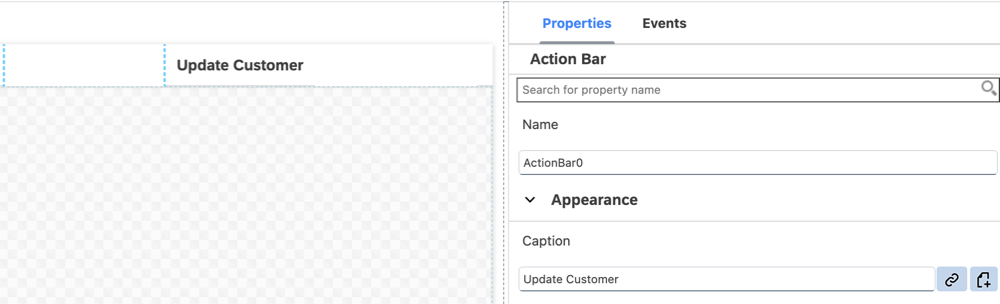 Properties Events
Update Customer
Action Bar
Search for property name
Name
ActionBar0
Appearance
Caption
Update Customer